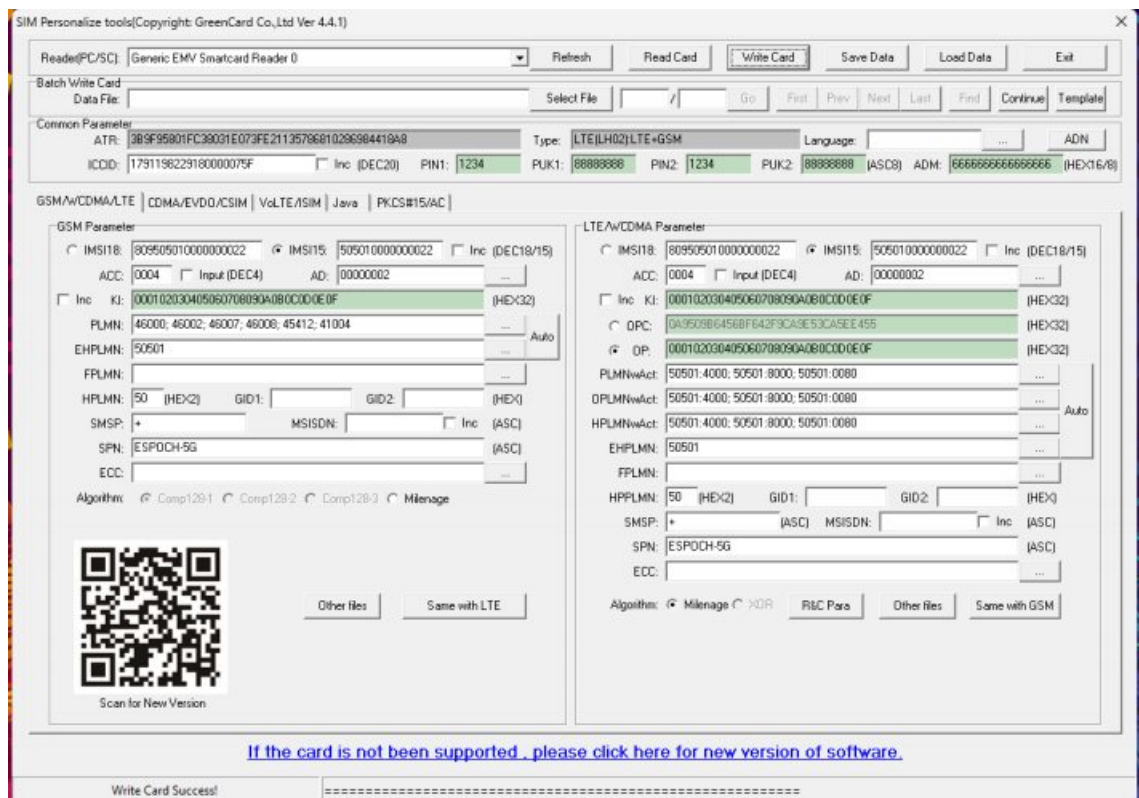 SIM Personalize tools(Copyright: GreenCard Co.,Ltd Ver 4.4.1)
Reader(PC/SC): Generic EMV Smartcard Reader 0 Refresh Read Card Write Card Save Data Load Data Exit
Batch Write Card
Data File: Select File / Go First Prev Next Last Find Continue Template
Common Parameter
ATR: 3B9F95801FC38031E073FE21135786810286984418A8 Type: LTE(LH02):LTE+GSM Language: ... ADN
ICCID: 1791198229180000075F Inc (DEC20) PIN1: 1234 PUK1: 88888888 PIN2: 1234 PUK2: 88888888 (ASC8) ADM: 6666666666666666 (HEX16/8)
GSM/WCDMA/LTE CDMA/EVDO/CSIM VoLTE/ISIM Java PKCS#15/AC
GSM Parameter
IMSI18: 809505010000000022 IMSI15: 505010000000022 Inc (DEC18/15)
ACC: 0004 Input (DEC4) AD: 00000002 ...
Inc KI: 000102030405060708090A0B0C0D0E0F (HEX32)
PLMN: 46000; 46002; 46007; 46008; 45412; 41004 ...
Auto
EHPLMN: 50501 ...
FPLMN: ...
HPLMN: 50 (HEX2) GID1: GID2: (HEX)
SMSP: + MSISDN: Inc (ASC)
SPN: ESPOCH-5G (ASC)
ECC: ...
Algorithm: Comp128-1 Comp128-2 Comp128-3 Milenage
Other files Same with LTE
Scan for New Version
LTE/WCDMA Parameter
IMSI18: 809505010000000022 IMSI15: 505010000000022 Inc (DEC18/15)
ACC: 0004 Input (DEC4) AD: 00000002 ...
Inc KI: 000102030405060708090A0B0C0D0E0F (HEX32)
OPC: 0A9509B6456BF642F9CA9E53CA5EE455 (HEX32)
OP: 000102030405060708090A0B0C0D0E0F (HEX32)
PLMNwAct: 50501:4000; 50501:8000; 50501:0080 ...
OPLMNwAct: 50501:4000; 50501:8000; 50501:0080 ...
Auto
HPLMNwAct: 50501:4000; 50501:8000; 50501:0080 ...
EHPLMN: 50501 ...
FPLMN: ...
HPPLMN: 50 (HEX2) GID1: GID2: (HEX)
SMSP: + (ASC) MSISDN: Inc (ASC)
SPN: ESPOCH-5G (ASC)
ECC: ...
Algorithm: Milenage XOR R&C Para Other files Same with GSM
If the card is not been supported , please click here for new version of software.
Write Card Success! ==========================================================